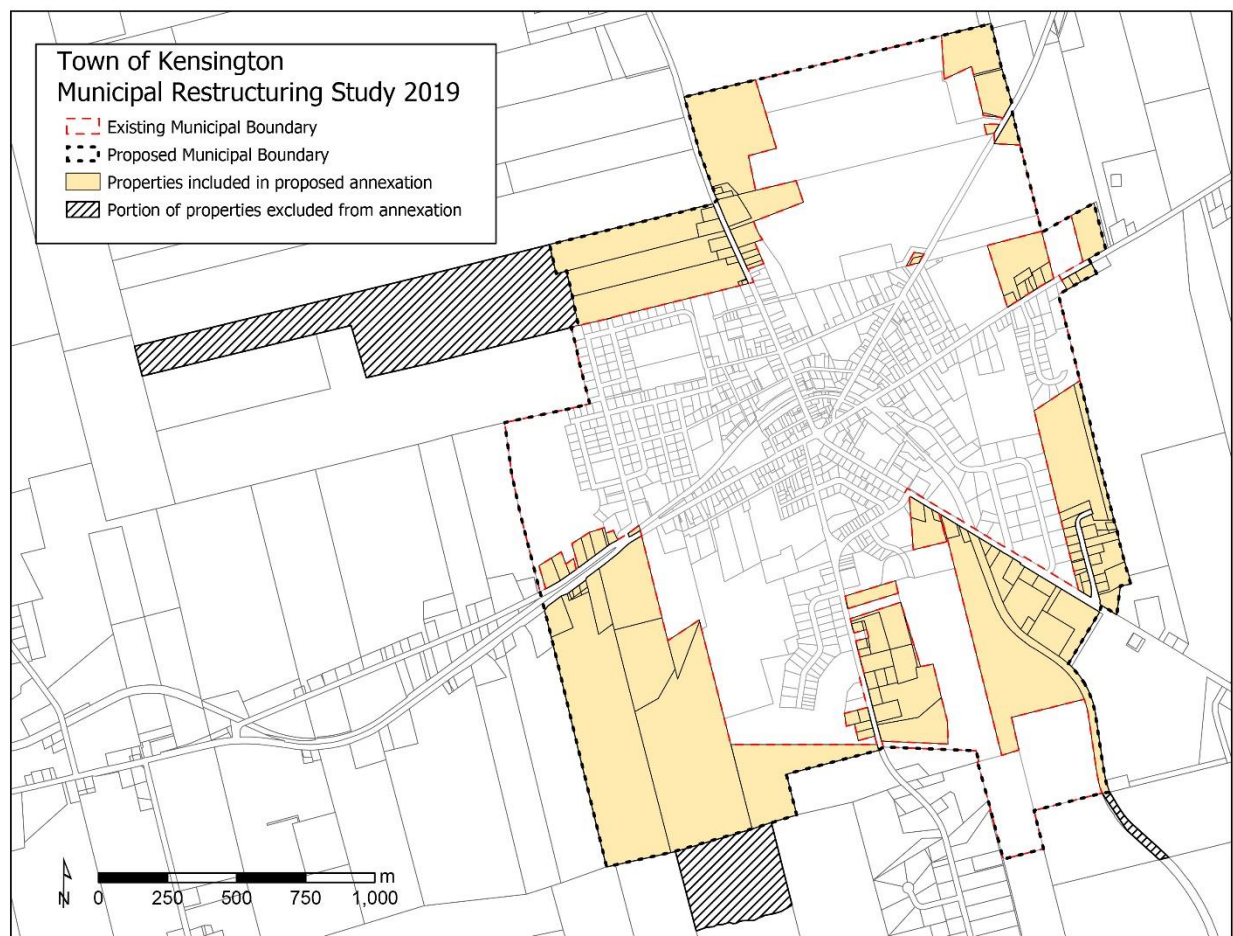 Town of Kensington
Municipal Restructuring Study 2019
Existing Municipal Boundary
Proposed Municipal Boundary
Properties included in proposed annexation
Portion of properties excluded from annexation
N
0 250 500 750 1,000 m